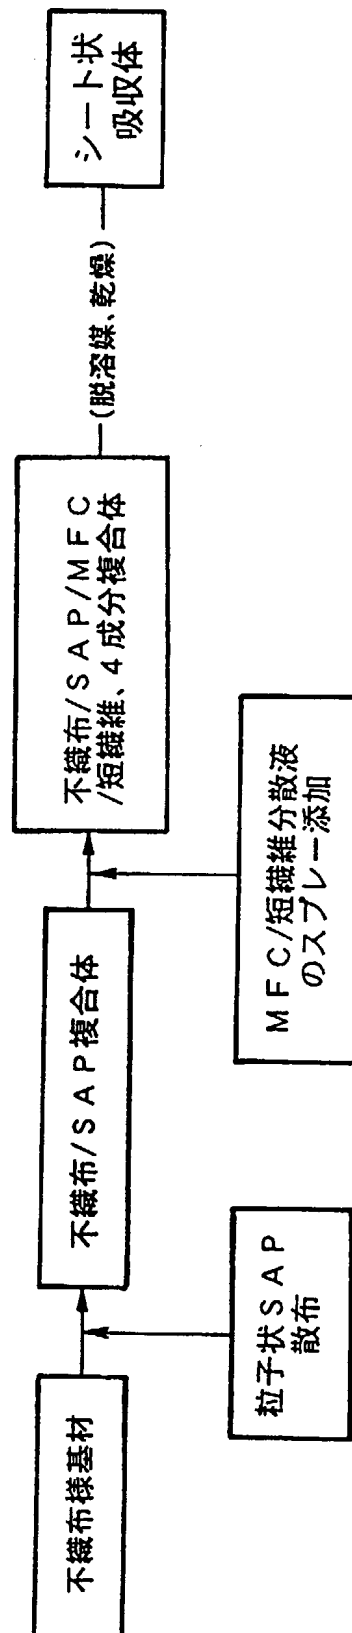 不織布様基材
粒子状SAP
散布
不織布/SAP複合体
MFC/短繊維分散液
のスプレー添加
不織布/SAP/MFC
/短繊維、4成分複合体
(脱溶媒、乾燥)
シート状
吸収体